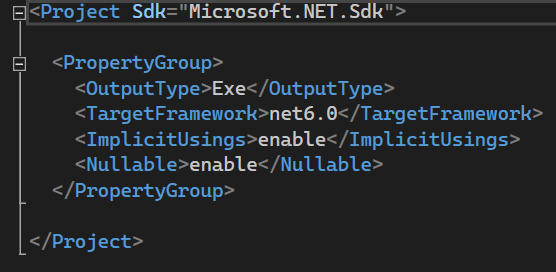 <Project Sdk="Microsoft.NET.Sdk">
<PropertyGroup>
<OutputType>Exe</OutputType>
<TargetFramework>net6.0</TargetFramework>
<ImplicitUsings>enable</ImplicitUsings>
<Nullable>enable</Nullable>
</PropertyGroup>
</Project>